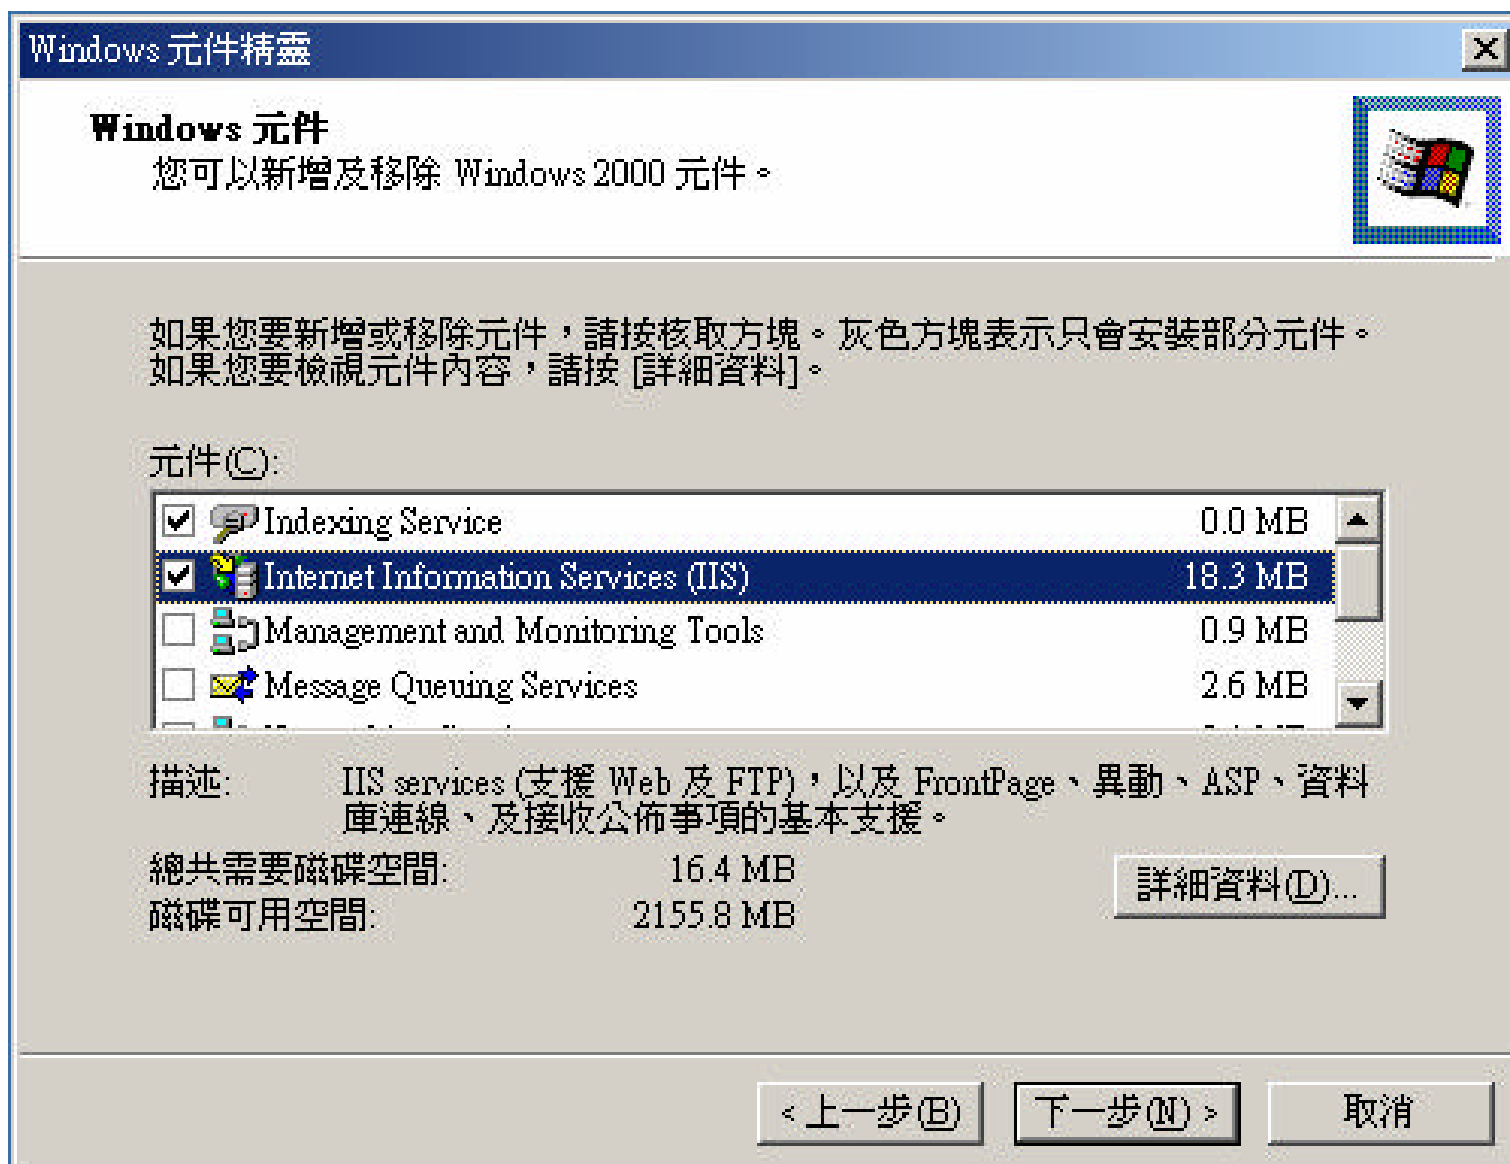 Windows 元件精靈
Windows 元件
您可以新增及移除 Windows 2000 元件。
如果您要新增或移除元件，請按核取方塊。灰色方塊表示只會安裝部分元件。
如果您要檢視元件內容，請按 [詳細資料]。
元件(C):
Indexing Service 0.0 MB
Internet Information Services (IIS) 18.3 MB
Management and Monitoring Tools 0.9 MB
Message Queuing Services 2.6 MB
描述: IIS services (支援 Web 及 FTP)，以及 FrontPage、異動、ASP、資料
庫連線、及接收公佈事項的基本支援。
總共需要磁碟空間: 16.4 MB
磁碟可用空間: 2155.8 MB
詳細資料(D)...
<上一步(B) 下一步(N)> 取消